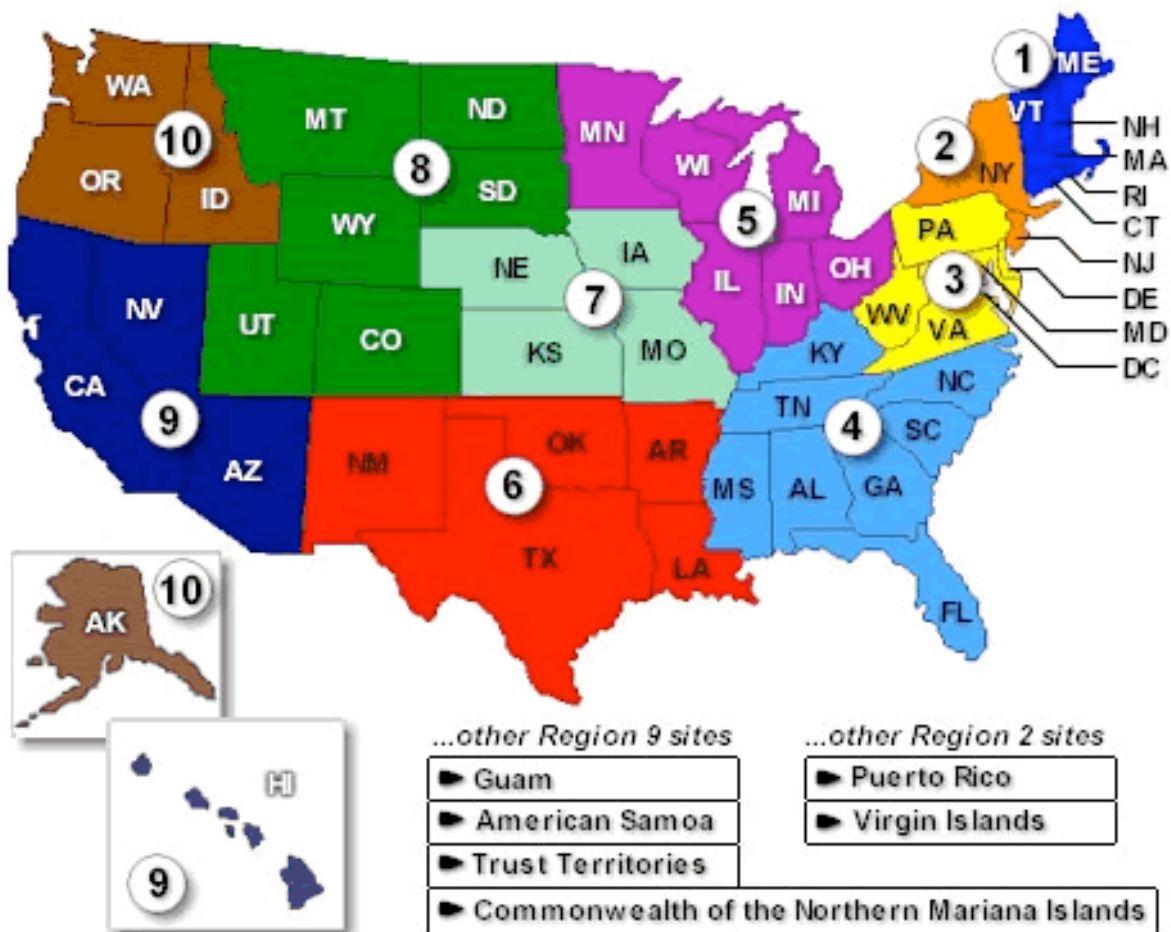 1
ME
WA
MT
ND
MN
VT
NH
10
2
MA
8
WI
NY
OR
ID
SD
MI
RI
5
CT
WY
PA
NE
IA
OH
NJ
IL
IN
3
DE
NV
7
WV
VA
MD
UT
CO
KS
MO
KY
DC
CA
NC
9
TN
4
SC
AZ
NM
OK
AR
6
MS
AL
GA
TX
LA
10
FL
AK
HI
9
...other Region 9 sites
Guam
American Samoa
Trust Territories
Commonwealth of the Northern Mariana Islands
...other Region 2 sites
Puerto Rico
Virgin Islands